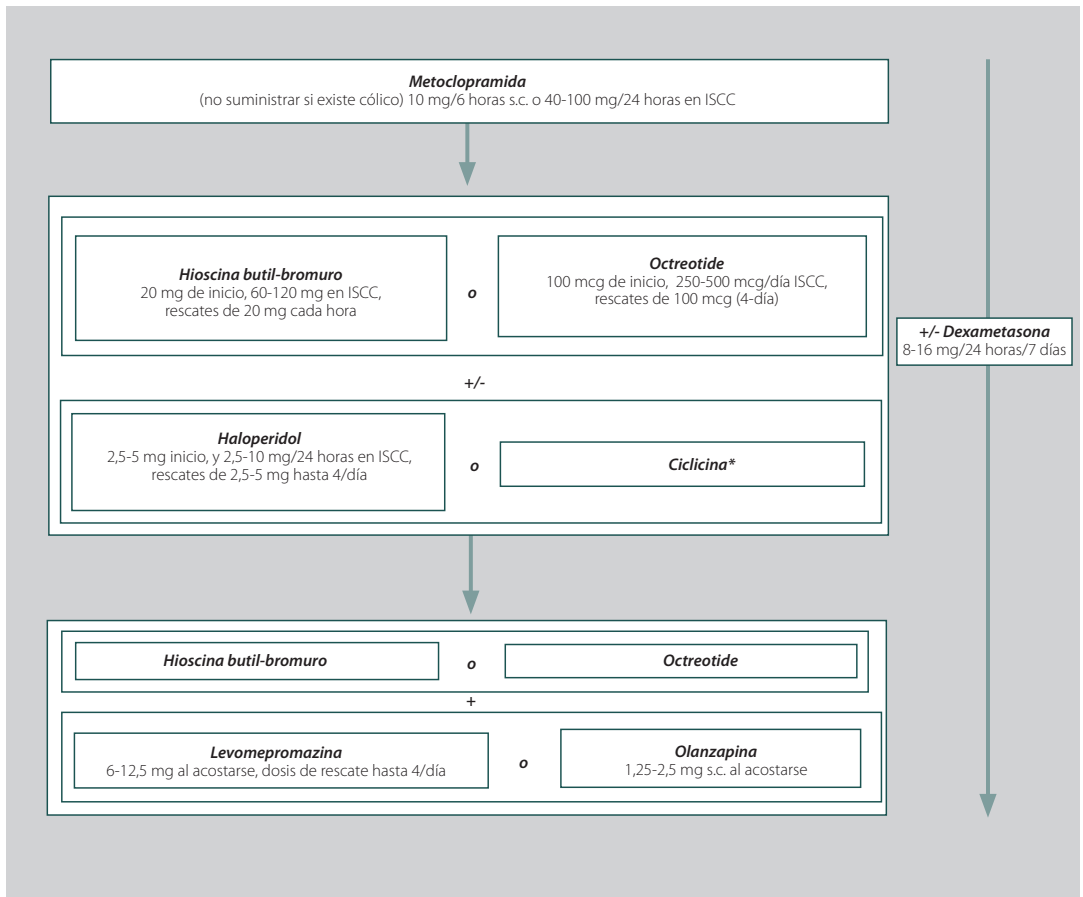 Metoclopramida
(no suministrar si existe cólico) 10 mg/6 horas s.c. o 40-100 mg/24 horas en ISCC
Hioscina butil-bromuro
20 mg de inicio, 60-120 mg en ISCC,
rescates de 20 mg cada hora
o
Octreotide
100 mcg de inicio, 250-500 mcg/día ISCC,
rescates de 100 mcg (4-día)
+/- Dexametasona
8-16 mg/24 horas/7 días
+/-
Haloperidol
2,5-5 mg inicio, y 2,5-10 mg/24 horas en ISCC,
rescates de 2,5-5 mg hasta 4/día
o
Ciclicina*
Hioscina butil-bromuro
o
Octreotide
+
Levomepromazina
6-12,5 mg al acostarse, dosis de rescate hasta 4/día
o
Olanzapina
1,25-2,5 mg s.c. al acostarse